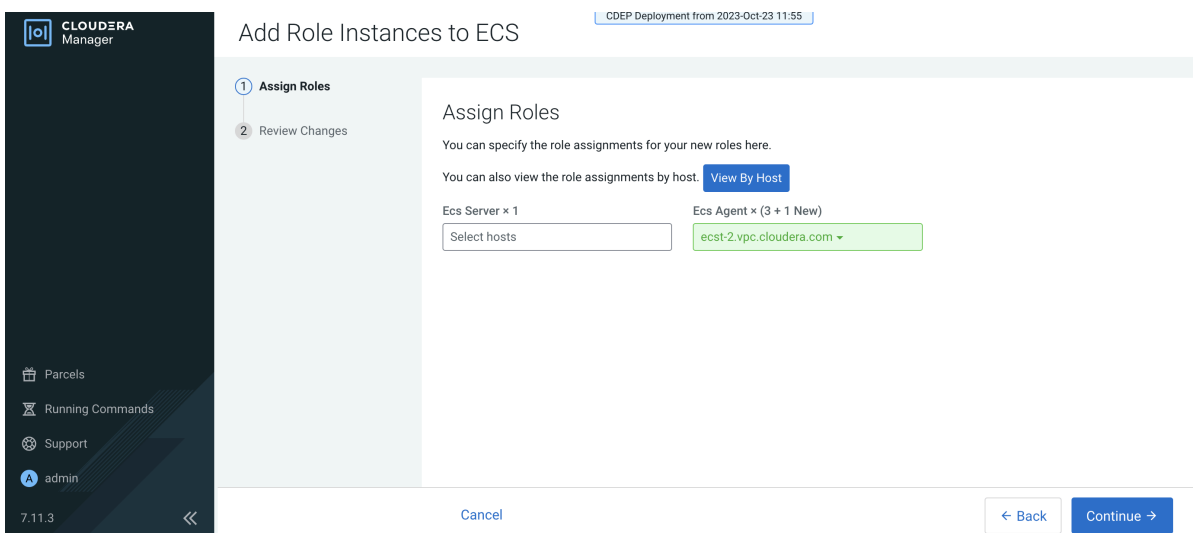 CLOUDERA
Manager
CDEP Deployment from 2023-Oct-23 11:55
Add Role Instances to ECS
1 Assign Roles
2 Review Changes
Assign Roles
You can specify the role assignments for your new roles here.
You can also view the role assignments by host. View By Host
Ecs Server × 1 Ecs Agent × (3 + 1 New)
Select hosts ecst-2.vpc.cloudera.com
Parcels
Running Commands
Support
A admin
7.11.3
Cancel ← Back Continue →